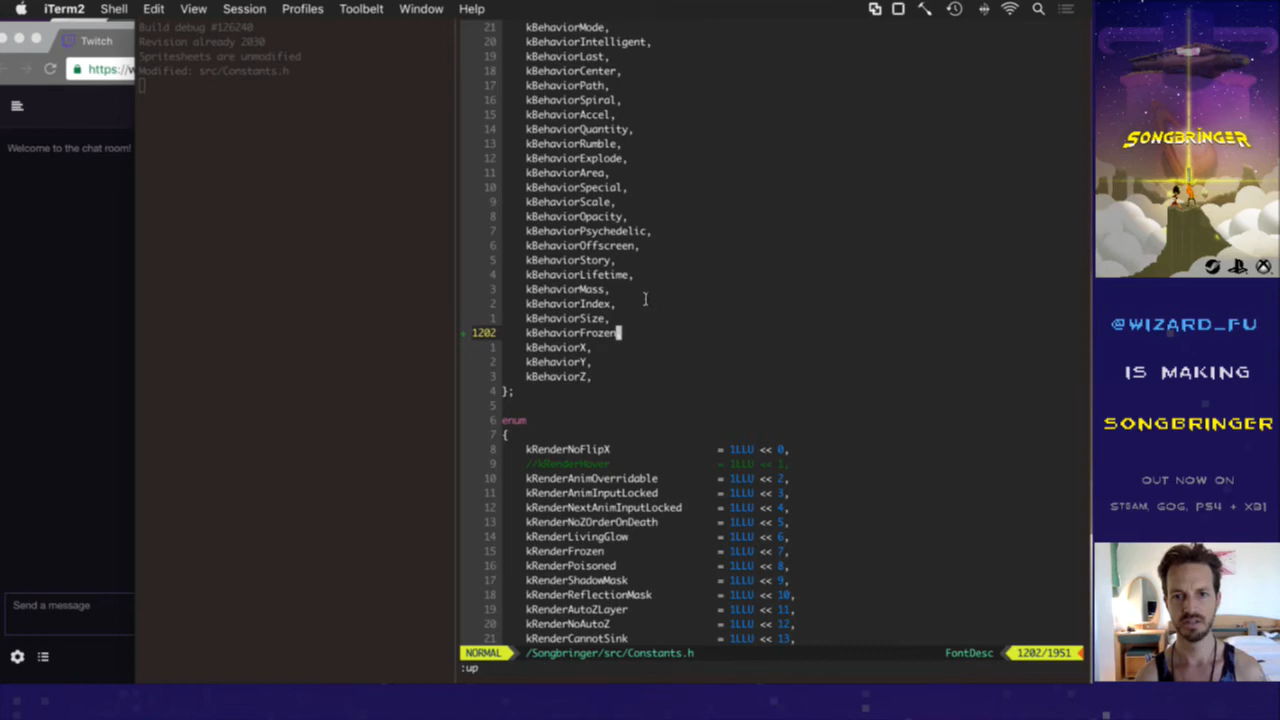 iTerm2 Shell Edit View Session Profiles Toolbelt Window Help
Twitch
https://w
Welcome to the chat room!
Send a message
Build debug #126240
Revision already 2030
Spritesheets are unmodified
Modified: src/Constants.h
21 kBehaviorMode,
20 kBehaviorIntelligent,
19 kBehaviorLast,
18 kBehaviorCenter,
17 kBehaviorPath,
16 kBehaviorSpiral,
15 kBehaviorAccel,
14 kBehaviorQuantity,
13 kBehaviorRumble,
12 kBehaviorExplode,
11 kBehaviorArea,
10 kBehaviorSpecial,
9 kBehaviorScale,
8 kBehaviorOpacity,
7 kBehaviorPsychedelic,
6 kBehaviorOffscreen,
5 kBehaviorStory,
4 kBehaviorLifetime,
3 kBehaviorMass,
2 kBehaviorIndex,
1 kBehaviorSize,
1202 kBehaviorFrozen
1 kBehaviorX,
2 kBehaviorY,
3 kBehaviorZ,
4 };
5
6 enum
7 {
8 kRenderNoFlipX = 1LLU << 0,
9 //kRenderHover = 1LLU << 1,
10 kRenderAnimOverridable = 1LLU << 2,
11 kRenderAnimInputLocked = 1LLU << 3,
12 kRenderNextAnimInputLocked = 1LLU << 4,
13 kRenderNoZOrderOnDeath = 1LLU << 5,
14 kRenderLivingGlow = 1LLU << 6,
15 kRenderFrozen = 1LLU << 7,
16 kRenderPoisoned = 1LLU << 8,
17 kRenderShadowMask = 1LLU << 9,
18 kRenderReflectionMask = 1LLU << 10,
19 kRenderAutoZLayer = 1LLU << 11,
20 kRenderNoAutoZ = 1LLU << 12,
21 kRenderCannotSink = 1LLU << 13,
NORMAL /Songbringer/src/Constants.h FontDesc 1202/1951
:up
SONGBRINGER
@WIZARD_FU
IS MAKING
SONGBRINGER
OUT NOW ON
STEAM, GOG, PS4 + XB1